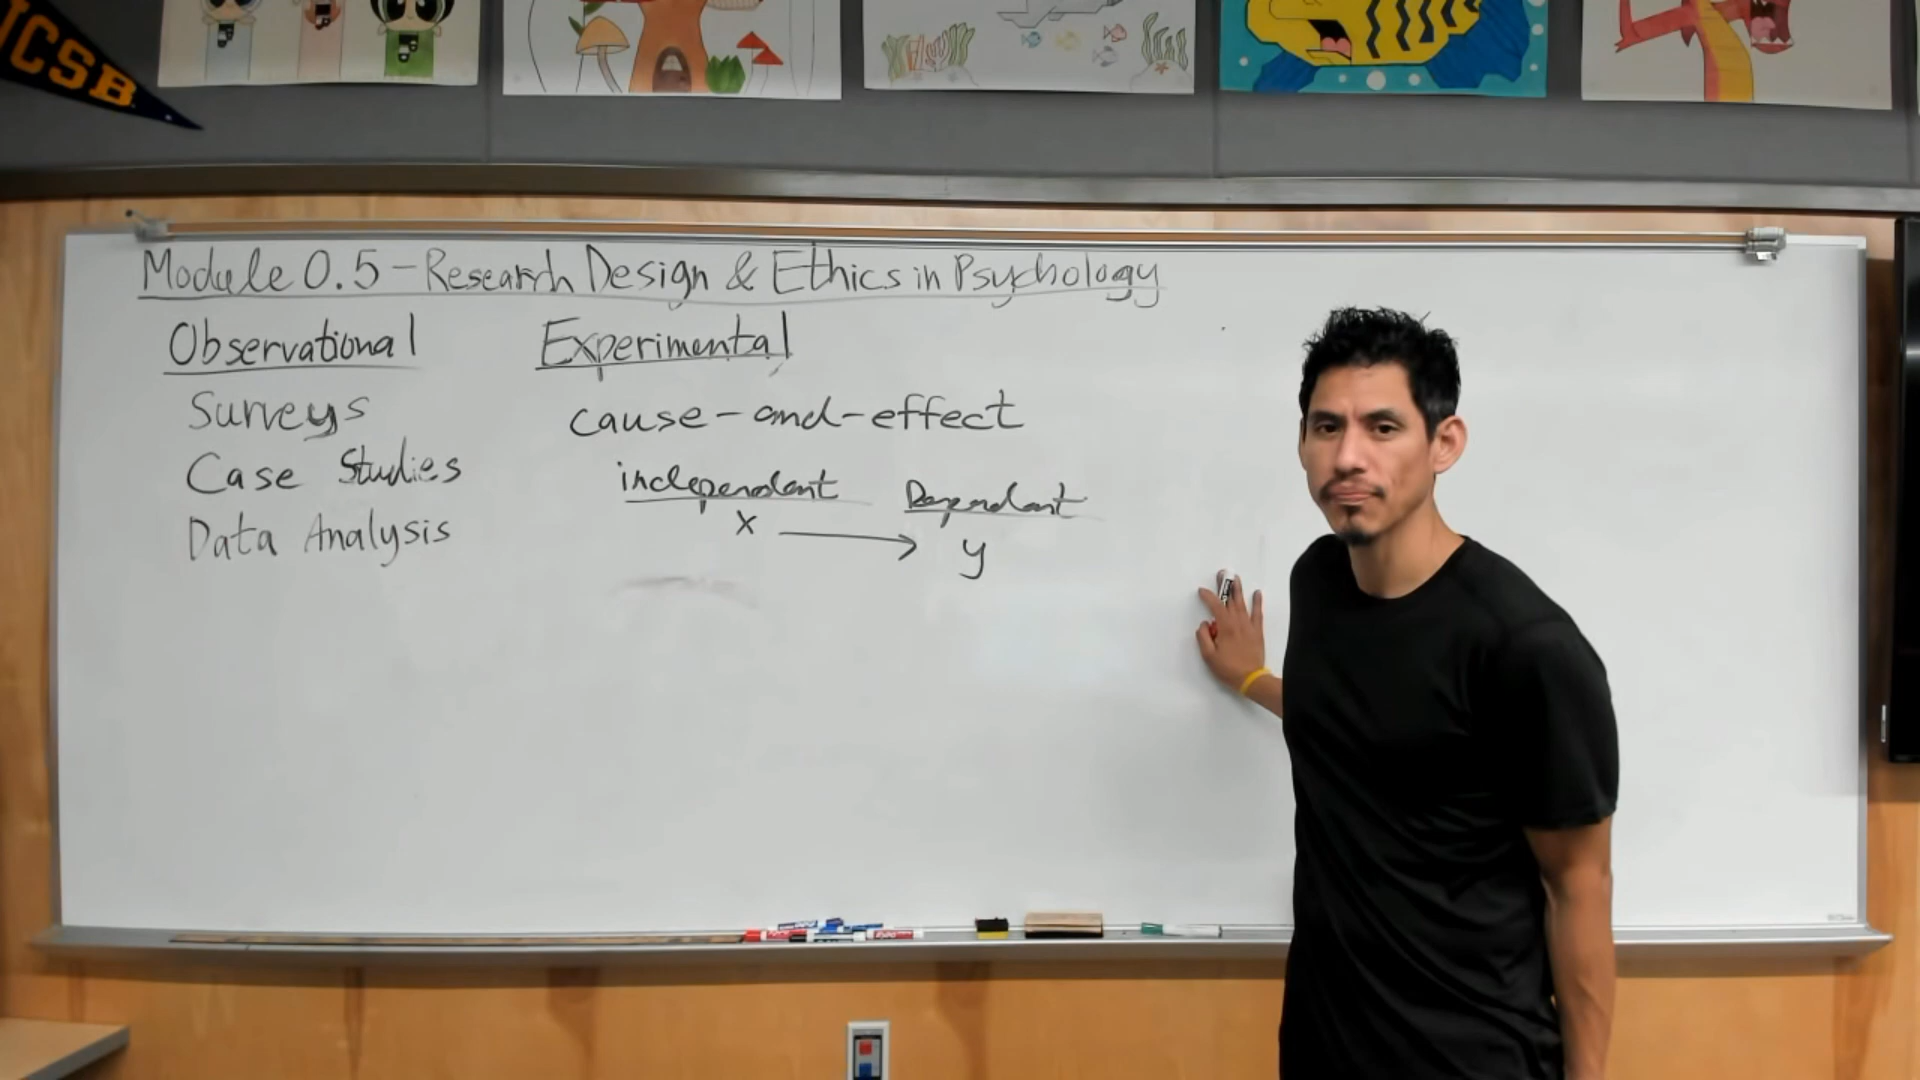 UCSB
Module 0.5 – Research Design & Ethics in Psychology
Observational
Surveys
Case Studies
Data Analysis
Experimental
cause-and-effect
independent
Dependent
x → y